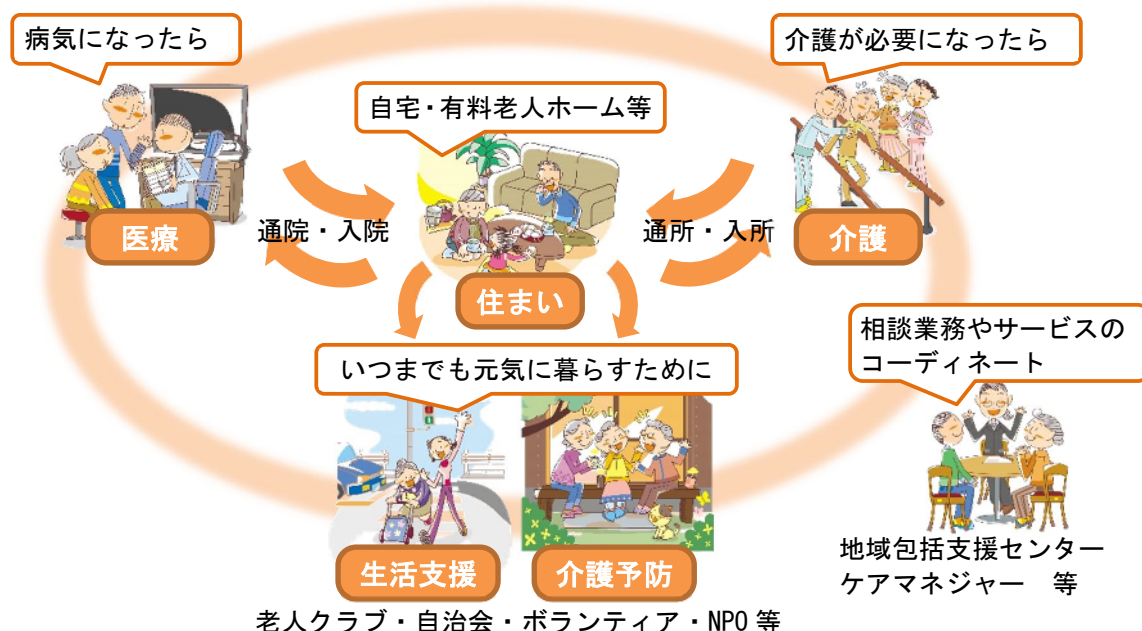 病気になったら
介護が必要になったら
自宅・有料老人ホーム等
医療
通院・入院
通所・入所
介護
住まい
相談業務やサービスの
コーディネート
いつまでも元気に暮らすために
生活支援
介護予防
地域包括支援センター
ケアマネジャー 等
老人クラブ・自治会・ボランティア・NPO 等